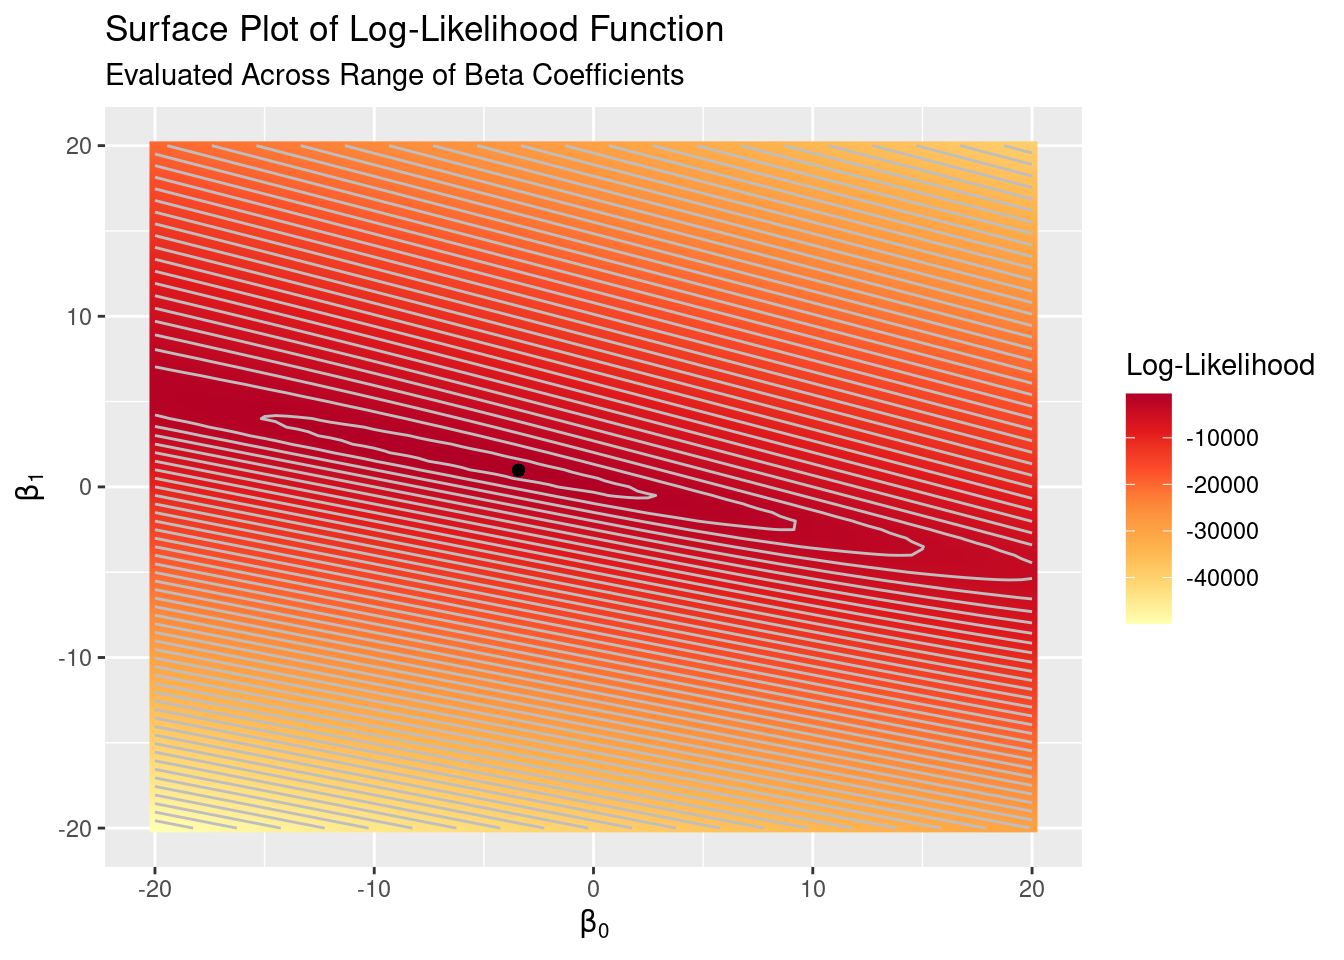 Surface Plot of Log-Likelihood Function
Evaluated Across Range of Beta Coefficients
20
10
0
-10
-20
β₁
-20 -10 0 10 20
β₀
Log-Likelihood
-10000
-20000
-30000
-40000